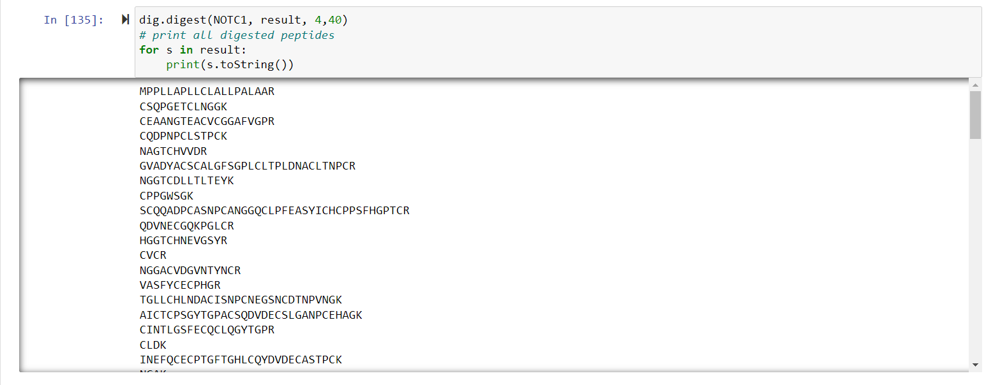 In [135]:
dig.digest(NOTC1, result, 4,40)
# print all digested peptides
for s in result:
    print(s.toString())
MPPLLAPLLCLALLPALAAR
CSQPGETCLNGGK
CEAANGTEACVCGGAFVGPR
CQDPNPCLSTPCK
NAGTCHVVDR
GVADYACSCALGFSGPLCLTPLDNACLTNPCR
NGGTCDLLTLTEYK
CPPGWSGK
SCQQADPCASNPCANGGQCLPFEASYICHCPPSFHGPTCR
QDVNECGQKPGLCR
HGGTCHNEVGSYR
CVCR
NGGACVDGVNTYNCR
VASFYCECPHGR
TGLLCHLNDACISNPCNEGSNCDTNPVNGK
AICTCPSGYTGPACSQDVDECSLGANPCEHAGK
CINTLGSFECQCLQGYTGPR
CLDK
INEFQCECPTGFTGHLCQYDVDECASTPCK